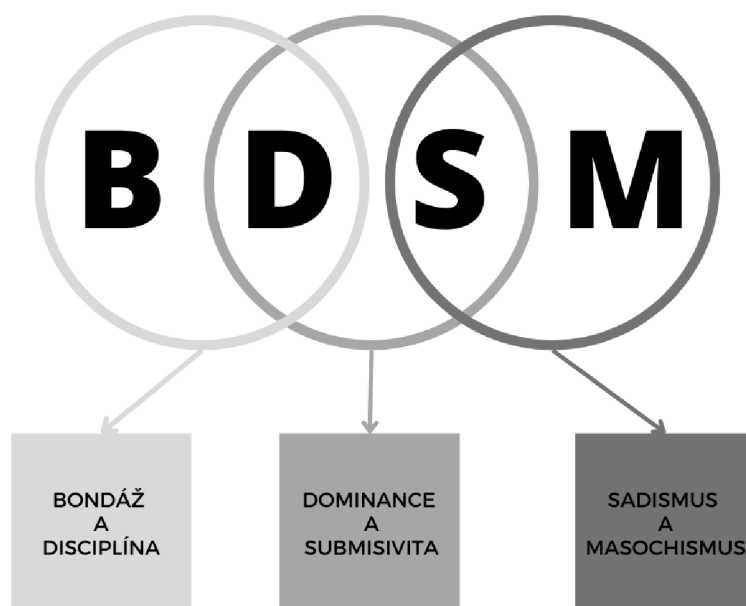 B D S M
BONDÁŽ
A
DISCIPLÍNA
DOMINANCE
A
SUBMISIVITA
SADISMUS
A
MASOCHISMUS